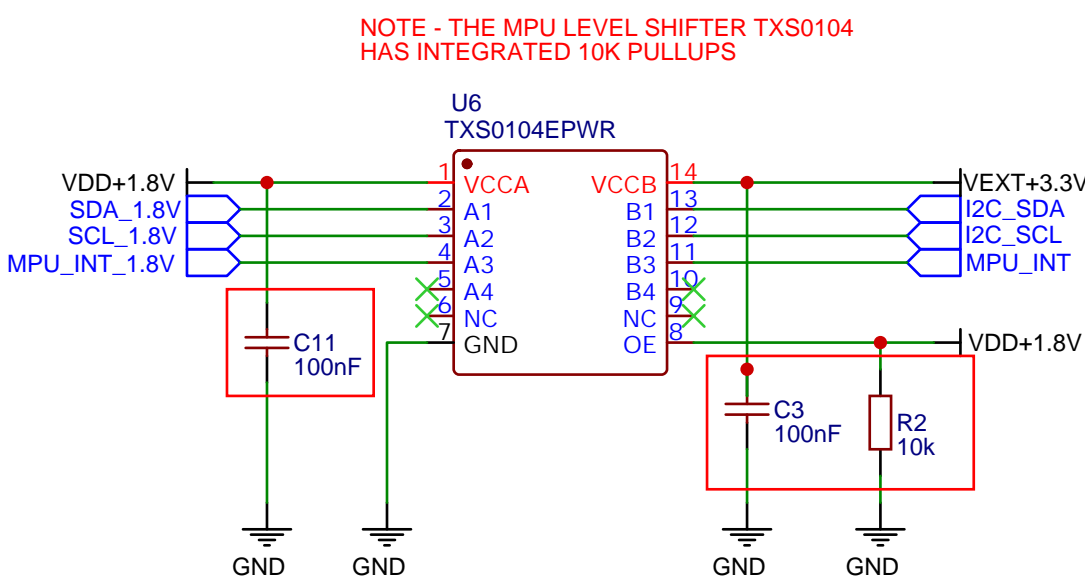 NOTE - THE MPU LEVEL SHIFTER TXS0104
HAS INTEGRATED 10K PULLUPS
U6
TXS0104EPWR
VDD+1.8V
SDA_1.8V
SCL_1.8V
MPU_INT_1.8V
1
2
3
4
5
6
7
VCCA
A1
A2
A3
A4
NC
GND
VCCB
B1
B2
B3
B4
NC
OE
14
13
12
11
10
9
8
VEXT+3.3V
I2C_SDA
I2C_SCL
MPU_INT
VDD+1.8V
C11
100nF
C3
100nF
R2
10k
GND
GND
GND
GND